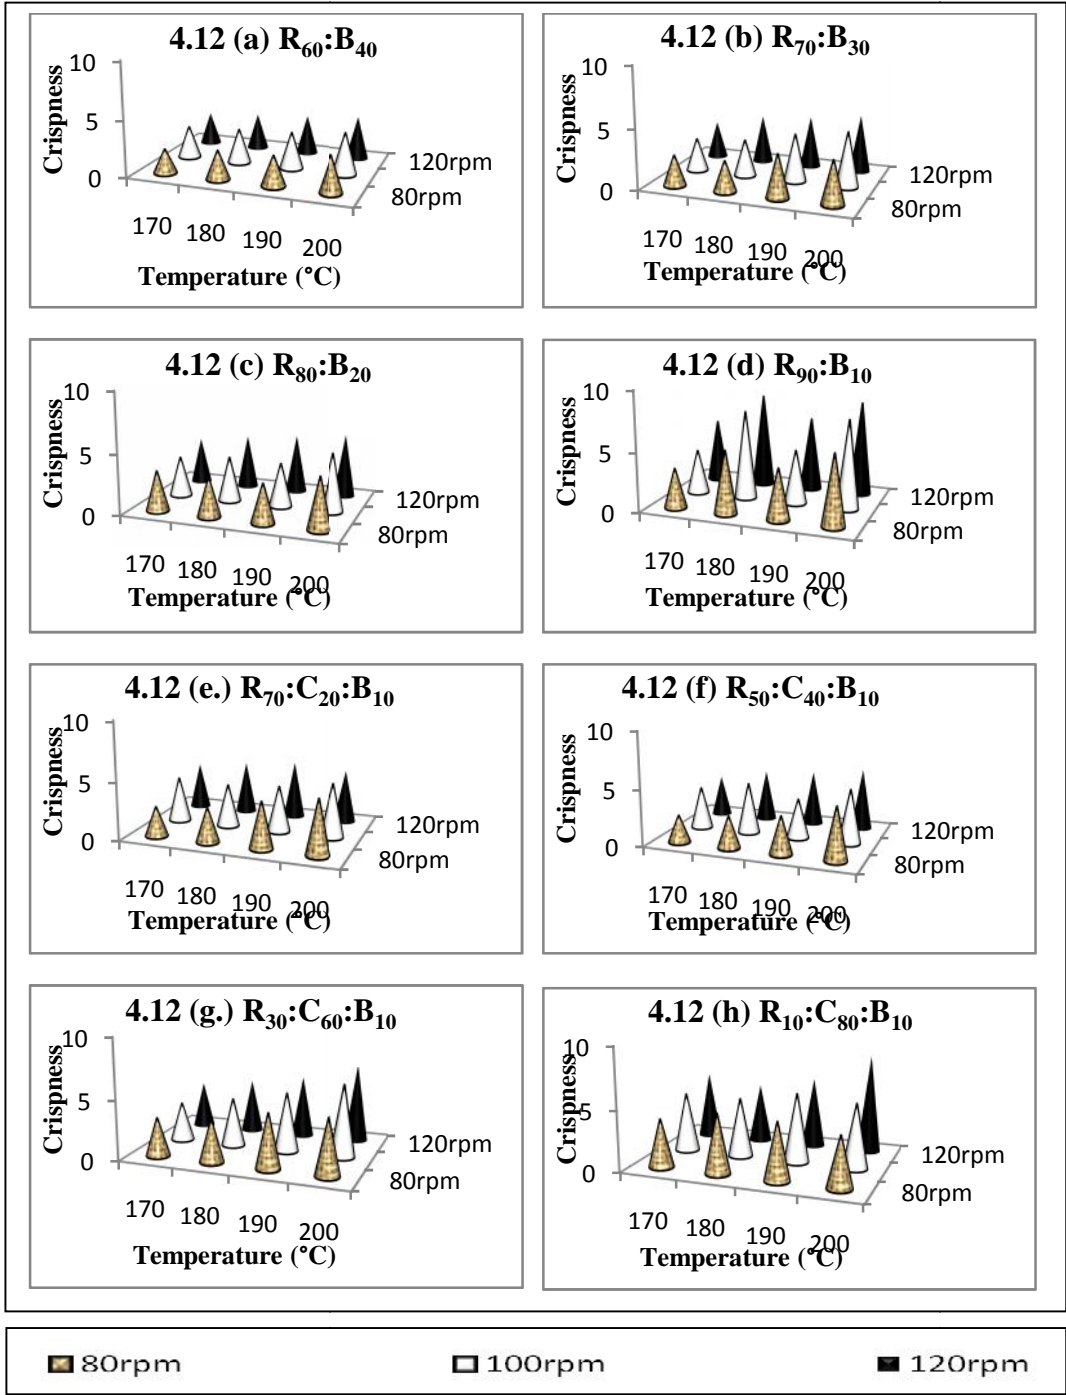 4.12 (a) R₆₀:B₄₀
10
5
0
Crispness
120rpm
80rpm
170 180 190 200
Temperature (°C)
4.12 (b) R₇₀:B₃₀
10
5
0
Crispness
120rpm
80rpm
170 180 190 200
Temperature (°C)
4.12 (c) R₈₀:B₂₀
10
5
0
Crispness
120rpm
80rpm
170 180 190 200
Temperature (°C)
4.12 (d) R₉₀:B₁₀
10
5
0
Crispness
120rpm
80rpm
170 180 190 200
Temperature (°C)
4.12 (e.) R₇₀:C₂₀:B₁₀
10
5
0
Crispness
120rpm
80rpm
170 180 190 200
Temperature (°C)
4.12 (f) R₅₀:C₄₀:B₁₀
10
5
0
Crispness
120rpm
80rpm
170 180 190 200
Temperature (°C)
4.12 (g.) R₃₀:C₆₀:B₁₀
10
5
0
Crispness
120rpm
80rpm
170 180 190 200
Temperature (°C)
4.12 (h) R₁₀:C₈₀:B₁₀
10
5
0
Crispness
120rpm
80rpm
170 180 190 200
Temperature (°C)
80rpm 100rpm 120rpm